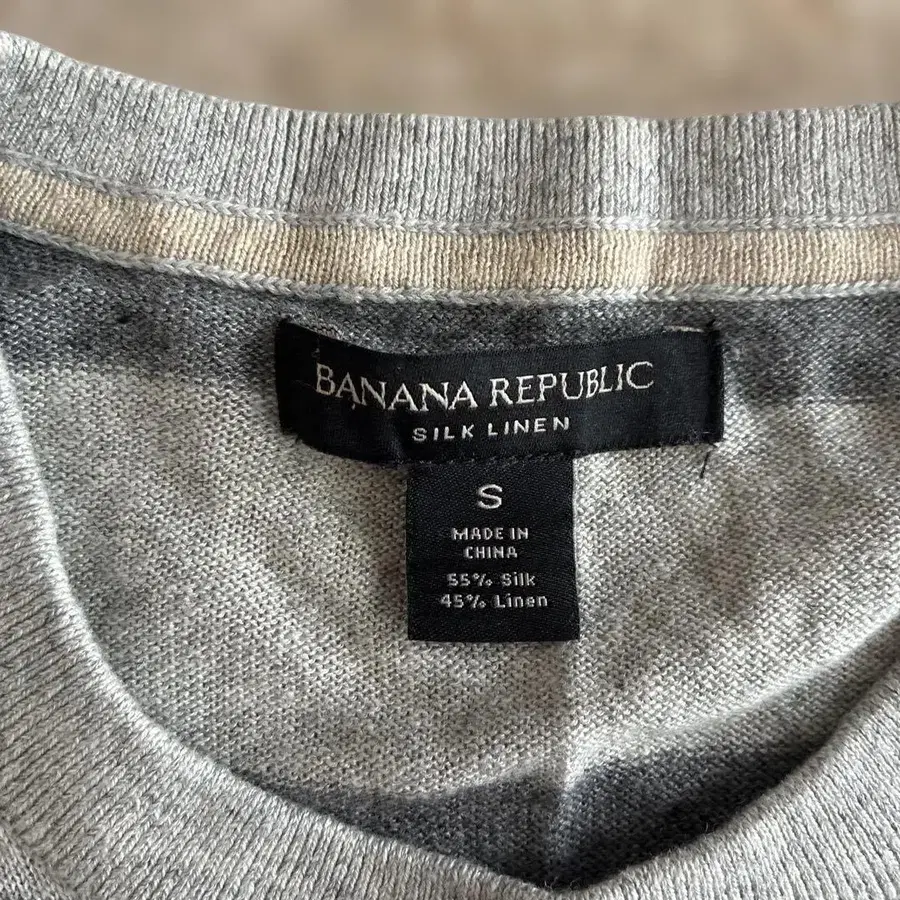 BANANA REPUBLIC
SILK LINEN
S
MADE IN
CHINA
55% Silk
45% Linen